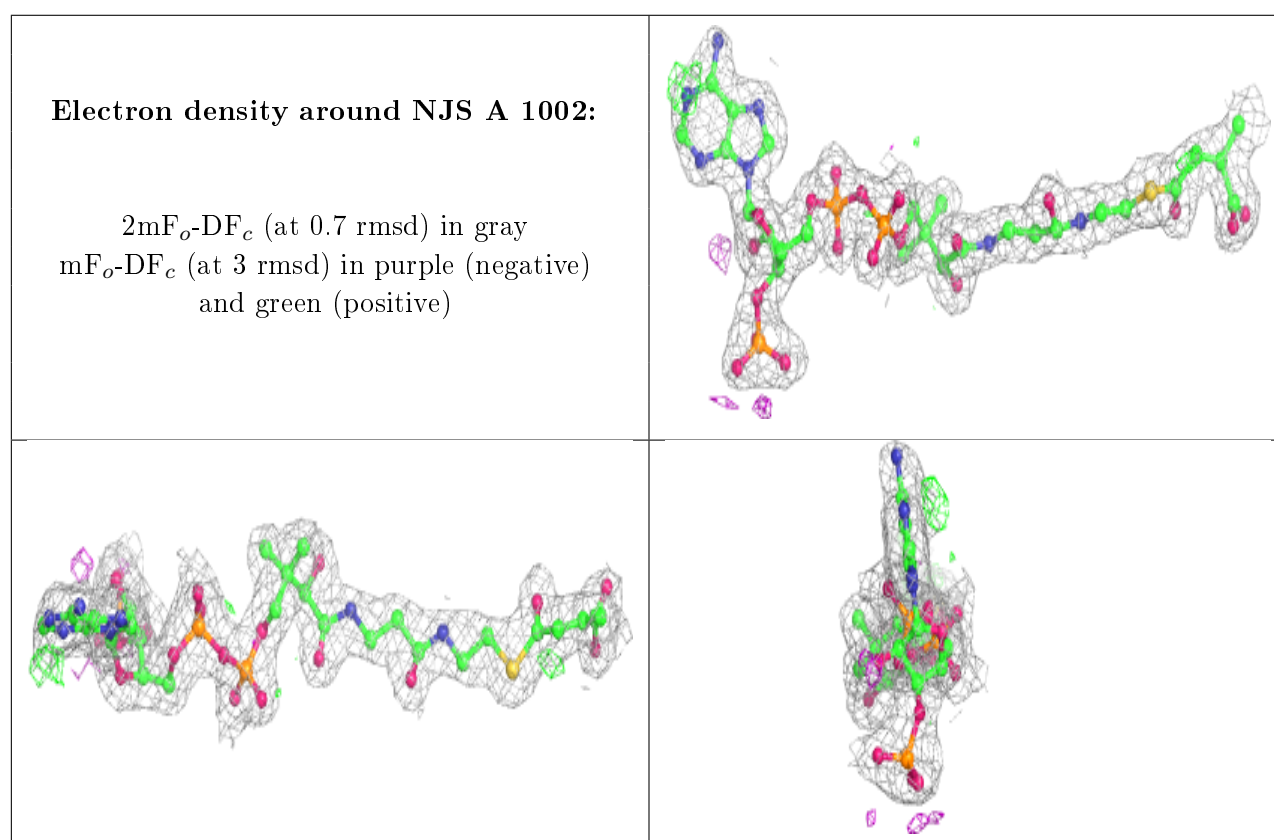 Electron density around NJS A 1002:
2mFo-DFc (at 0.7 rmsd) in gray
mFo-DFc (at 3 rmsd) in purple (negative)
and green (positive)